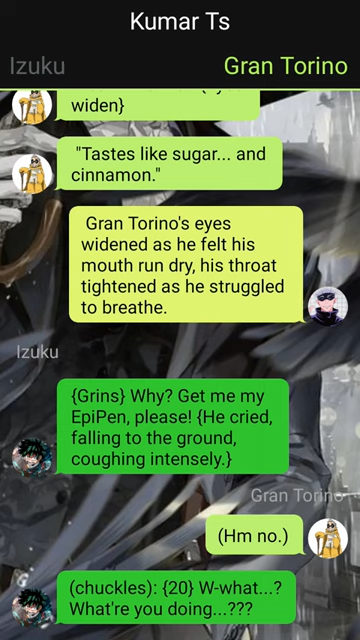 Kumar Ts
Izuku
Gran Torino
widen}
"Tastes like sugar... and
cinnamon."
Gran Torino's eyes
widened as he felt his
mouth run dry, his throat
tightened as he struggled
to breathe.
Izuku
{Grins} Why? Get me my
EpiPen, please! {He cried,
falling to the ground,
coughing intensely.}
Gran Torino
(Hm no.)
(chuckles): {20} W-what...?
What're you doing...???